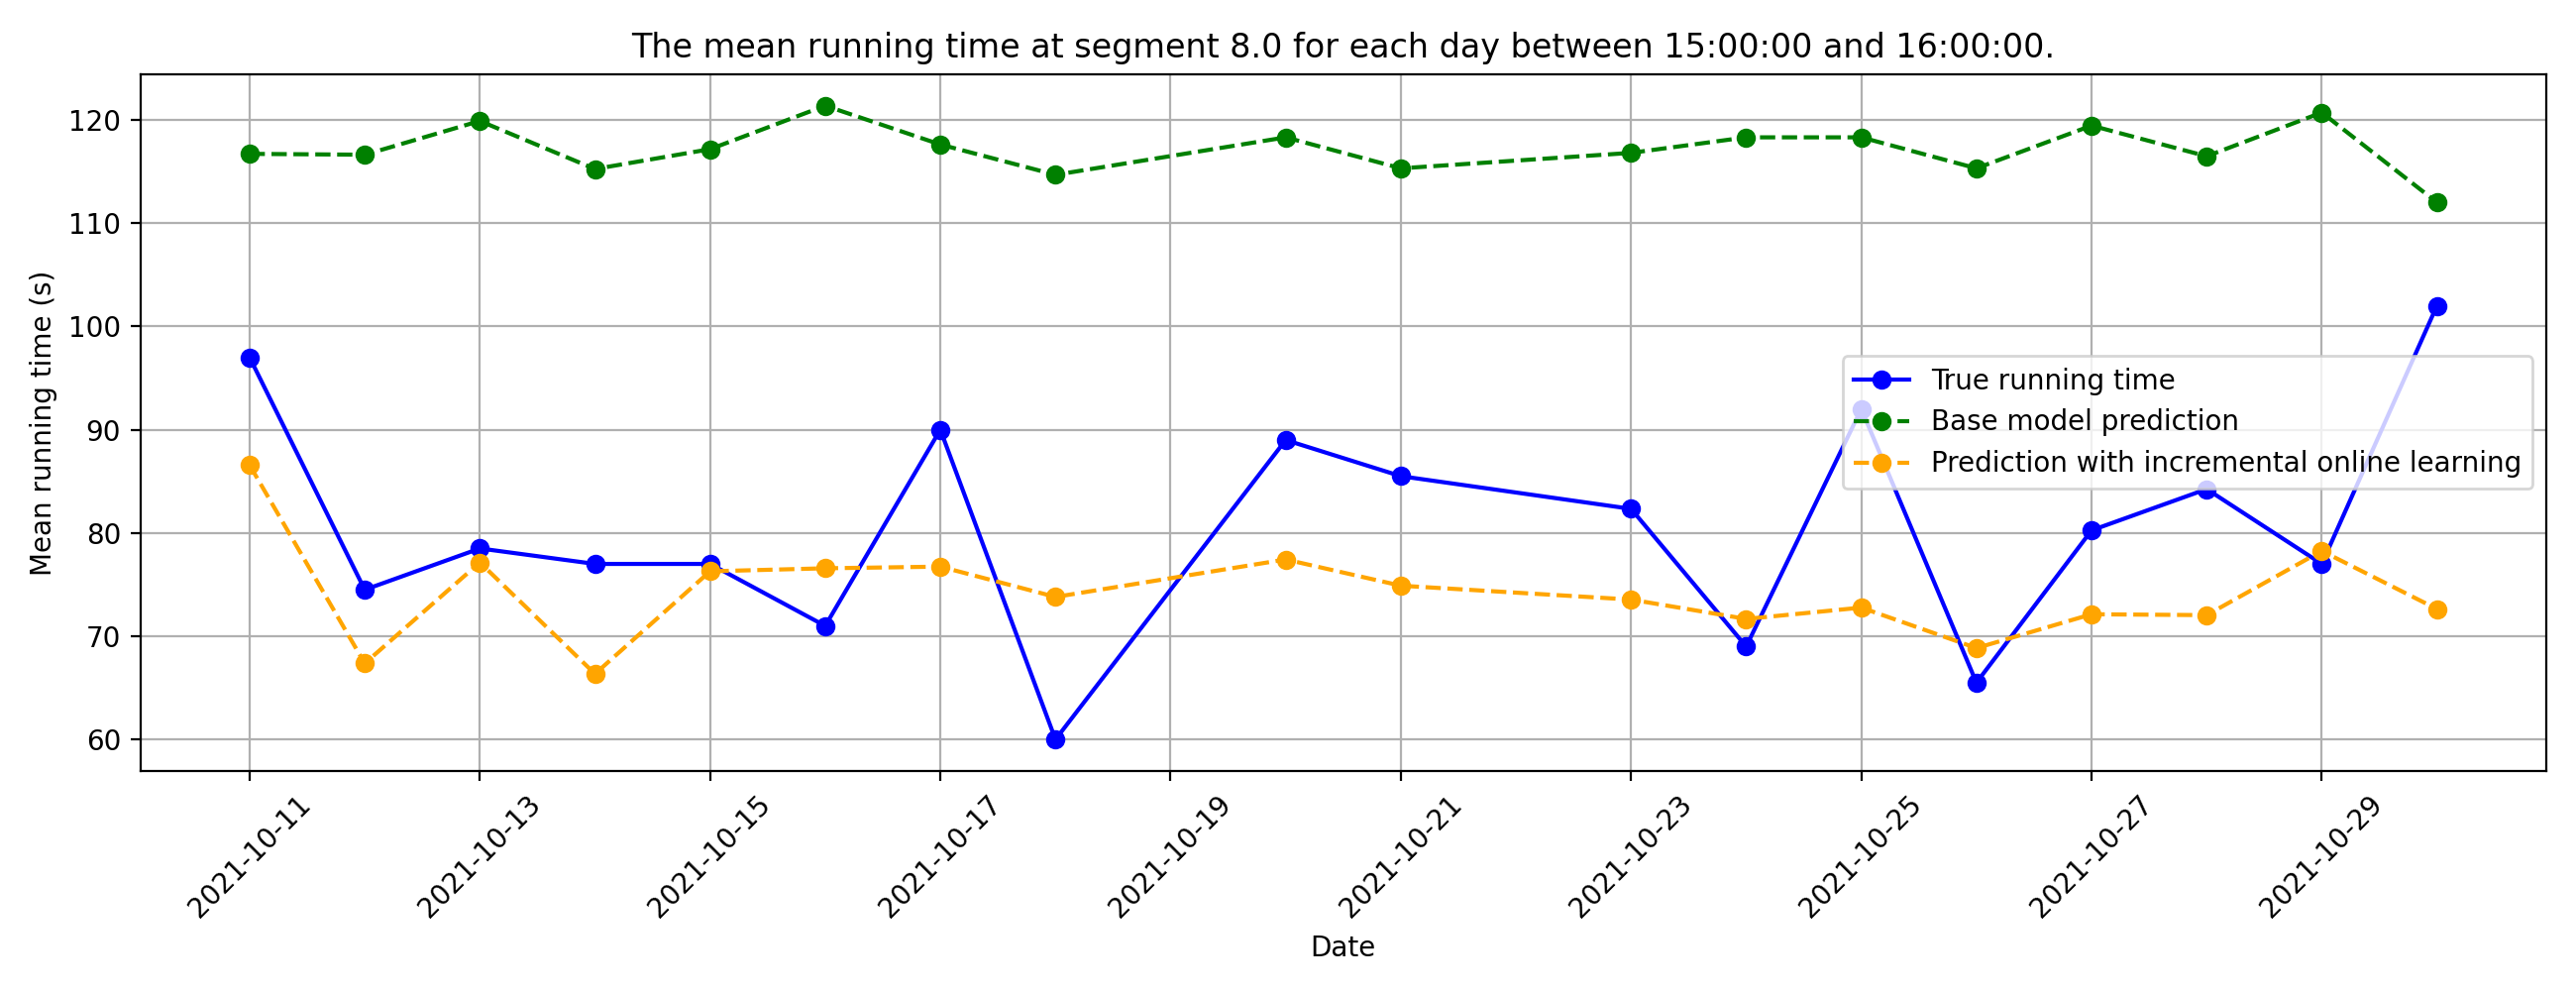 The mean running time at segment 8.0 for each day between 15:00:00 and 16:00:00.
Mean running time (s)
120
110
100
90
80
70
60
True running time
Base model prediction
Prediction with incremental online learning
2021-10-11
2021-10-13
2021-10-15
2021-10-17
2021-10-19
2021-10-21
2021-10-23
2021-10-25
2021-10-27
2021-10-29
Date